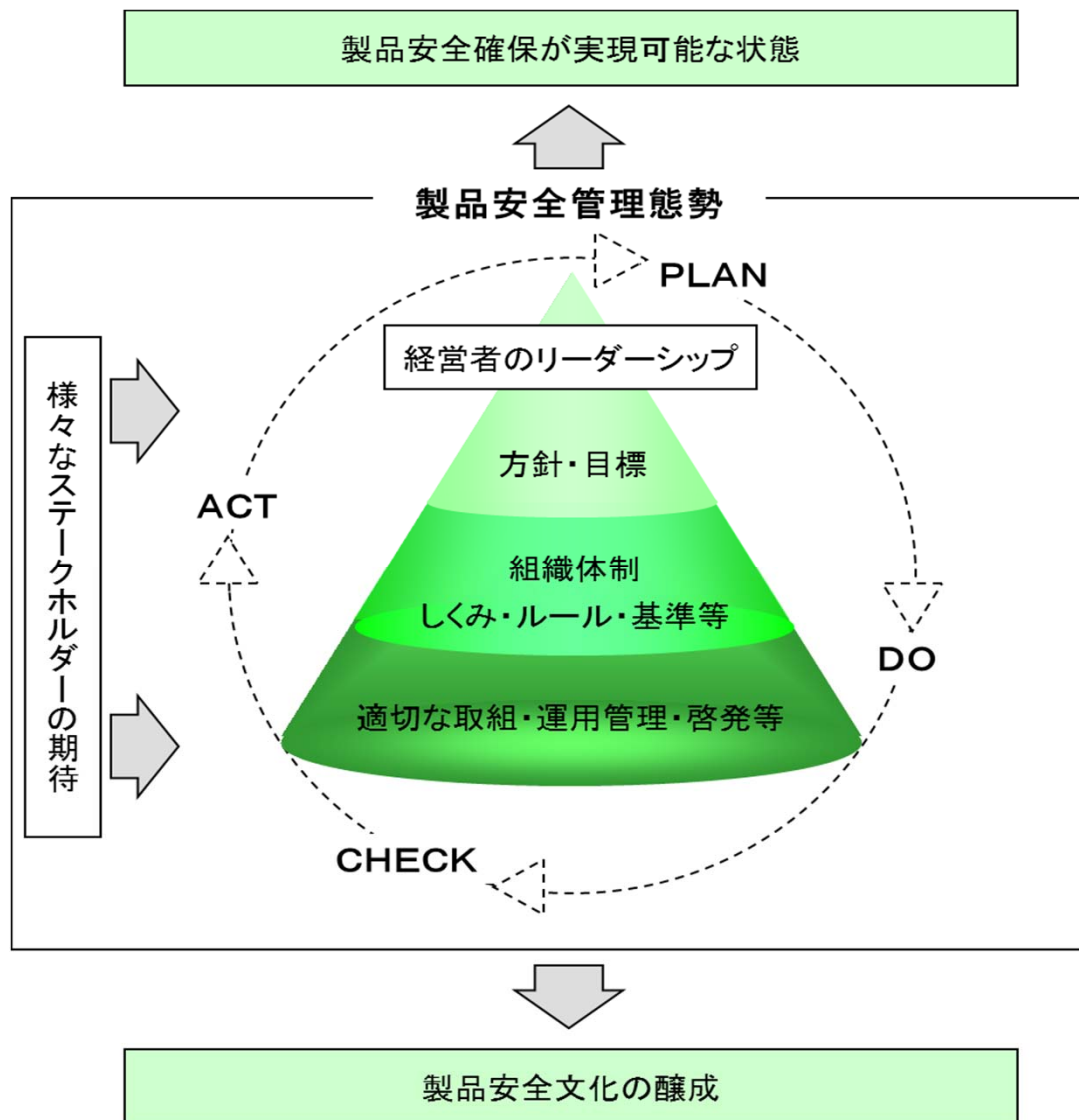 製品安全確保が実現可能な状態
製品安全管理態勢
PLAN
経営者のリーダーシップ
様々なステークホルダーの期待
方針・目標
ACT
組織体制
しくみ・ルール・基準等
DO
適切な取組・運用管理・啓発等
CHECK
製品安全文化の醸成